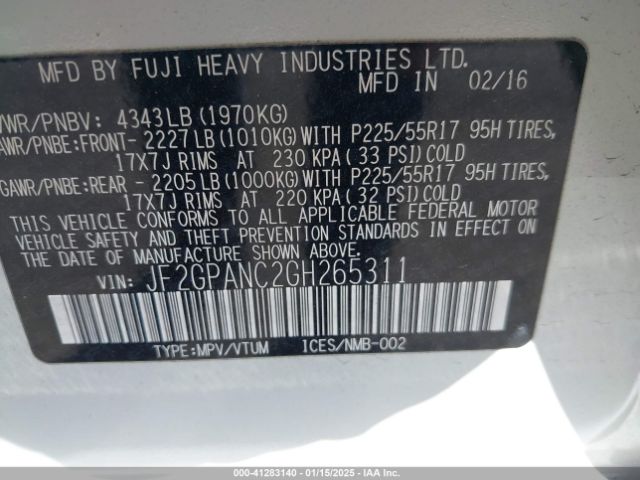 MFD BY FUJI HEAVY INDUSTRIES LTD.
MFD IN 02/16
VWR/PNBV: 4343LB (1970KG)
AWR/PNBE:FRONT- 2227LB (1010KG) WITH P225/55R17 95H TIRES,
17X7J RIMS AT 230 KPA( 33 PSI) COLD
GAWR/PNBE:REAR - 2205LB (1000KG) WITH P225/55R17 95H TIRES,
17X7J RIMS AT 220 KPA( 32 PSI) COLD
THIS VEHICLE CONFORMS TO ALL APPLICABLE FEDERAL MOTOR
VEHICLE SAFETY AND THEFT PREVENTION STANDARDS IN EFFECT
ON THE DATE OF MANUFACTURE SHOWN ABOVE.
VIN: JF2GPANC2GH265311
TYPE:MPV/VTUM ICES/NMB-002
© 41283140 - 01/15/2025 - IAA, Inc.